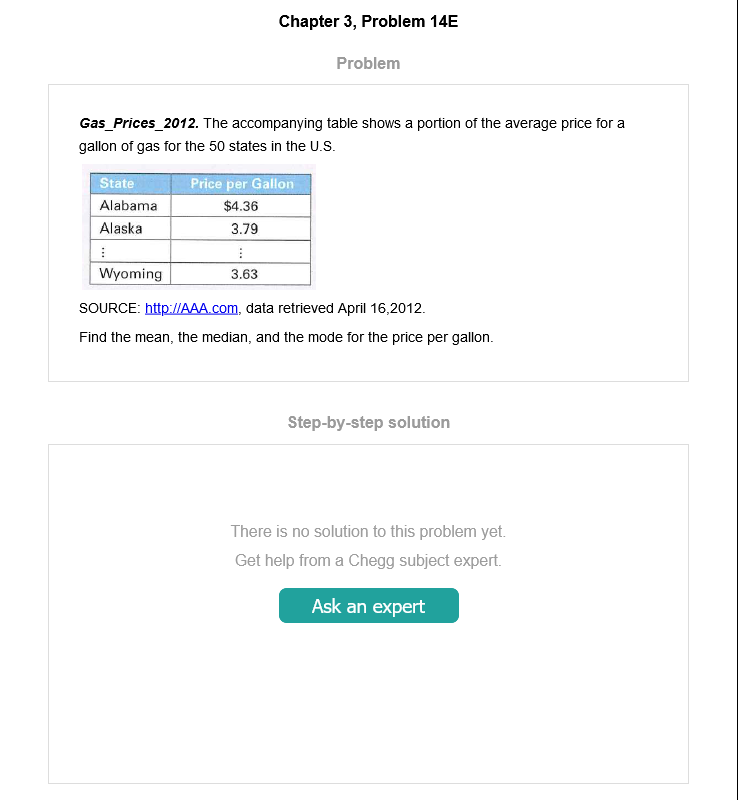 Chapter 3, Problem 14E
Problem
Gas_Prices_2012. The accompanying table shows a portion of the average price for a
gallon of gas for the 50 states in the U.S.
State Price per Gallon
Alabama $4.36
Alaska 3.79
⋮ ⋮
Wyoming 3.63
SOURCE: http://AAA.com, data retrieved April 16,2012.
Find the mean, the median, and the mode for the price per gallon.
Step-by-step solution
There is no solution to this problem yet.
Get help from a Chegg subject expert.
Ask an expert